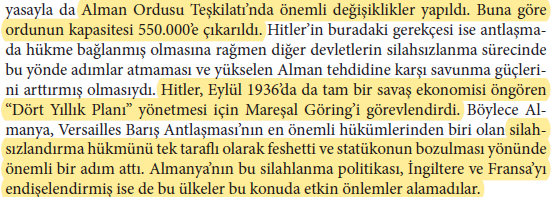 yasayla da Alman Ordusu Teşkilatı’nda önemli değişiklikler yapıldı. Buna göre
ordunun kapasitesi 550.000’e çıkarıldı. Hitler’in buradaki gerekçesi ise antlaşma-
da hükme bağlanmış olmasına rağmen diğer devletlerin silahsızlanma sürecinde
bu yönde adımlar atmaması ve yükselen Alman tehdidine karşı savunma güçleri-
ni arttırmış olmasıydı. Hitler, Eylül 1936’da da tam bir savaş ekonomisi öngören
“Dört Yıllık Planı” yönetmesi için Mareşal Göring’i görevlendirdi. Böylece Al-
manya, Versailles Barış Antlaşması’nın en önemli hükümlerinden biri olan silah-
sızlandırma hükmünü tek taraflı olarak feshetti ve statükonun bozulması yönünde
önemli bir adım attı. Almanya’nın bu silahlanma politikası, İngiltere ve Fransa’yı
endişelendirmiş ise de bu ülkeler bu konuda etkin önlemler alamadılar.